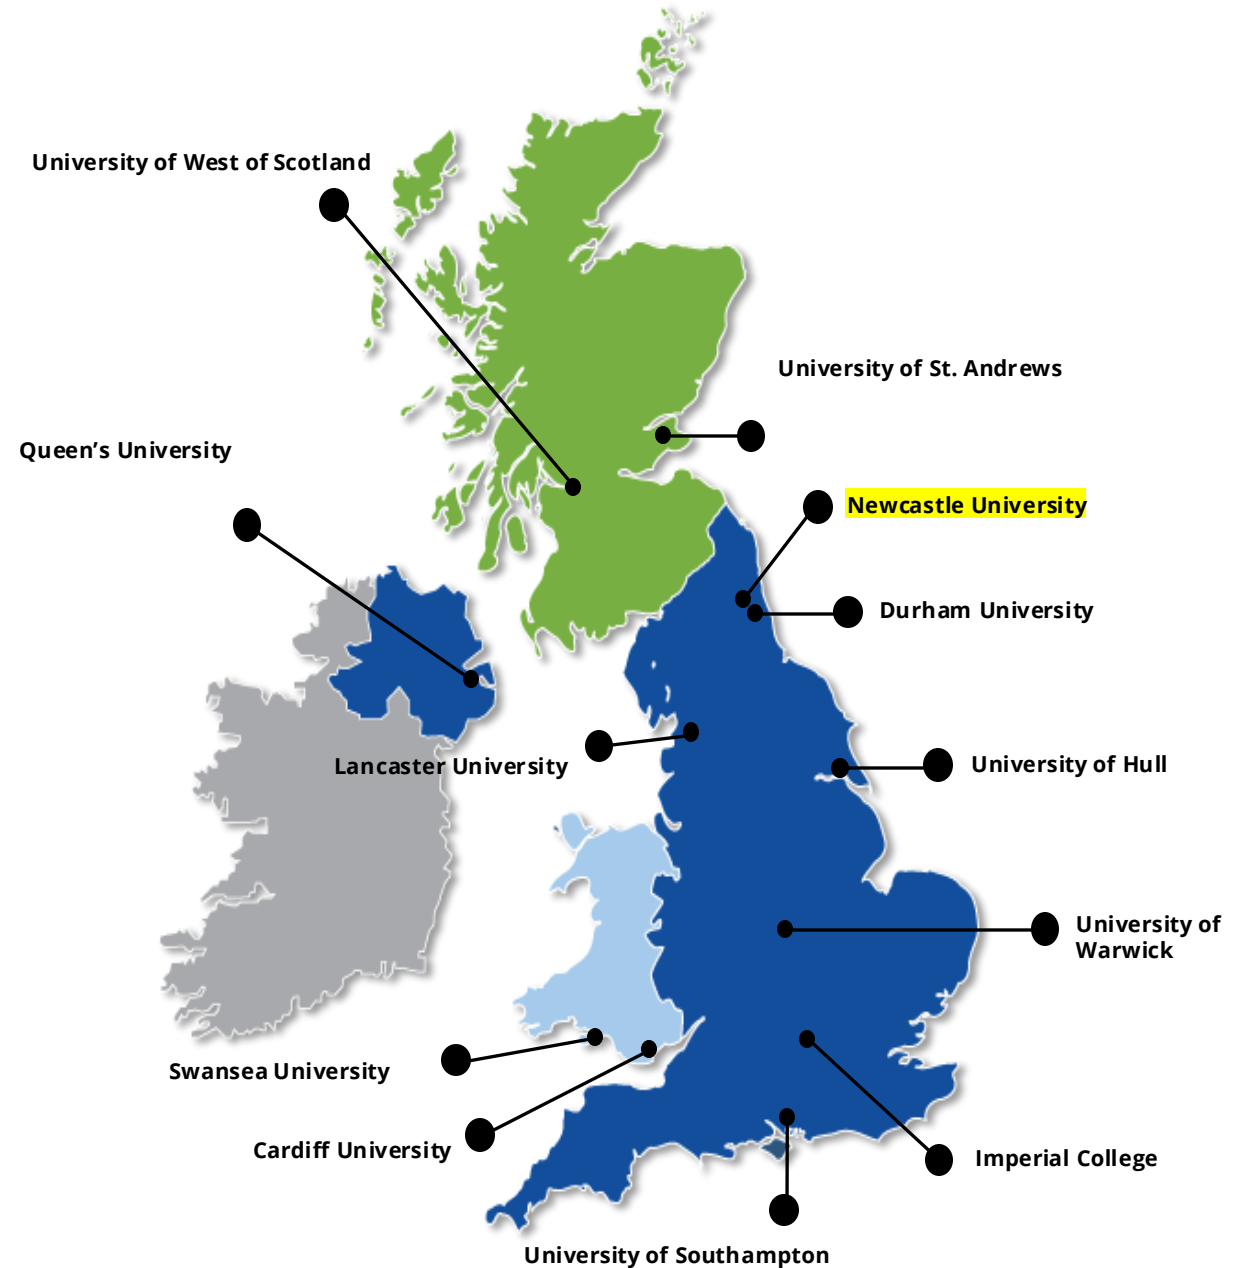 University of West of Scotland
University of St. Andrews
Queen’s University
Newcastle University
Durham University
Lancaster University
University of Hull
University of
Warwick
Swansea University
Cardiff University
Imperial College
University of Southampton